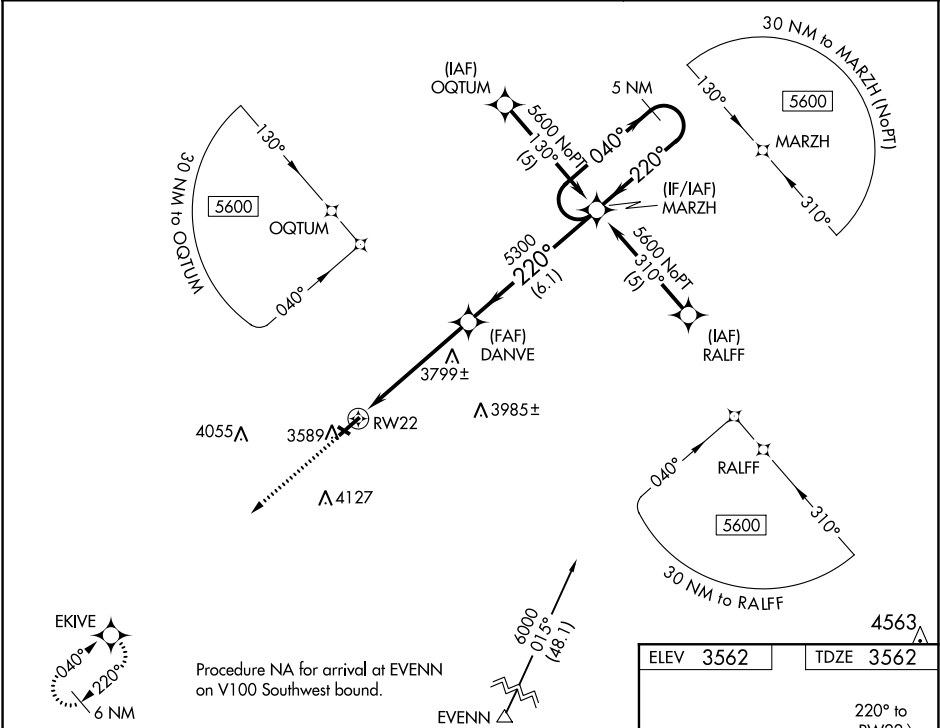 30 NM to MARZH (NoPT)
130°
5600
MARZH
310°
(IAF)
OQTUM
5600 NoPT
130°
(5)
5 NM
040°
220°
(IF/IAF)
MARZH
130°
30 NM to OQTUM
5600
OQTUM
040°
5300
220°
(6.1)
5600 NoPT
310°
(5)
(IAF)
RALFF
(FAF)
DANVE
3799±
3985±
4055
3589
RW22
4127
040°
RALFF
5600
310°
30 NM to RALFF
EKIVE
040°
220°
6 NM
Procedure NA for arrival at EVENN
on V100 Southwest bound.
6000
015°
(48.1)
EVENN
4563
ELEV 3562
TDZE 3562
220° to